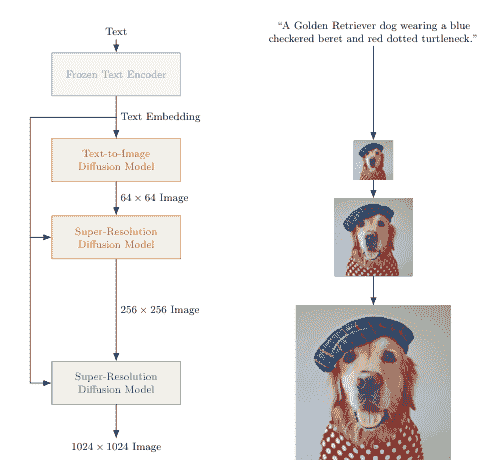 Text
Frozen Text Encoder
Text Embedding
Text-to-Image
Diffusion Model
64 × 64 Image
Super-Resolution
Diffusion Model
256 × 256 Image
Super-Resolution
Diffusion Model
1024 × 1024 Image
“A Golden Retriever dog wearing a blue
checkered beret and red dotted turtleneck.”